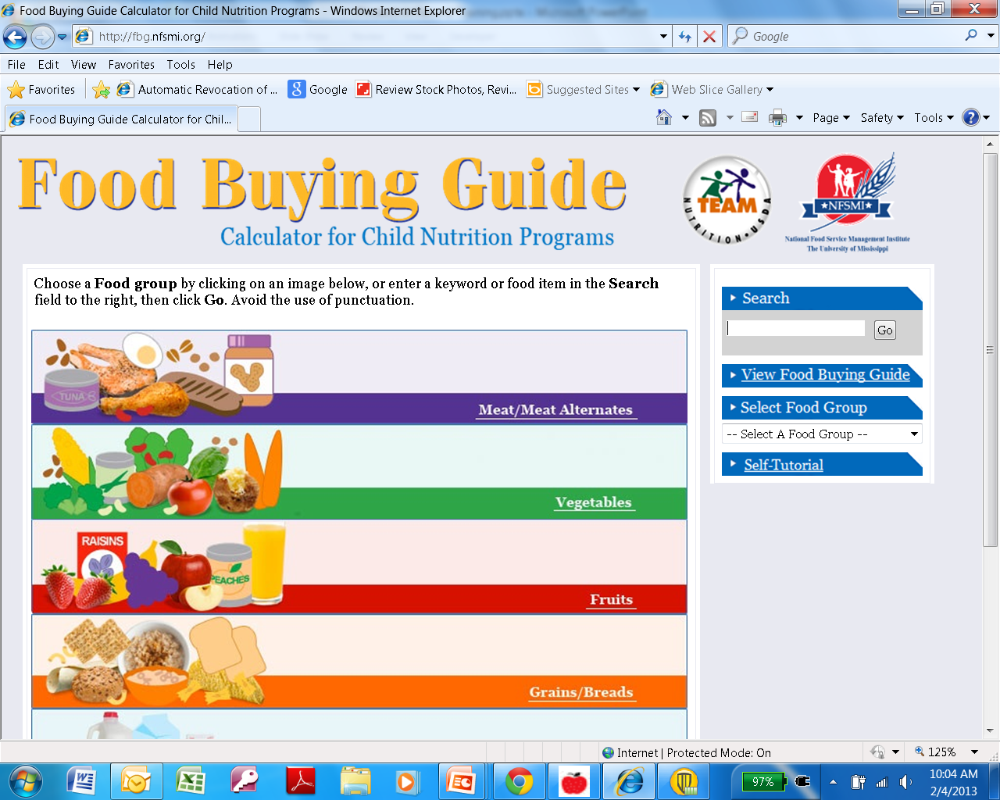 Food Buying Guide Calculator for Child Nutrition Programs - Windows Internet Explorer
http://fbg.nfsmi.org/
Google
File Edit View Favorites Tools Help
Favorites
Automatic Revocation of ...
Google
Review Stock Photos, Revi...
Suggested Sites
Web Slice Gallery
Food Buying Guide Calculator for Chil...
Page Safety Tools
Food Buying Guide
Calculator for Child Nutrition Programs
TEAM
NUTRITION • USDA
NFSMI
National Food Service Management Institute
The University of Mississippi
Choose a Food group by clicking on an image below, or enter a keyword or food item in the Search
field to the right, then click Go. Avoid the use of punctuation.
TUNA
Meat/Meat Alternates
Vegetables
RAISINS
PEACHES
Fruits
Grains/Breads
Search
Go
View Food Buying Guide
Select Food Group
-- Select A Food Group --
Self-Tutorial
Internet | Protected Mode: On
125%
97%
10:04 AM
2/4/2013